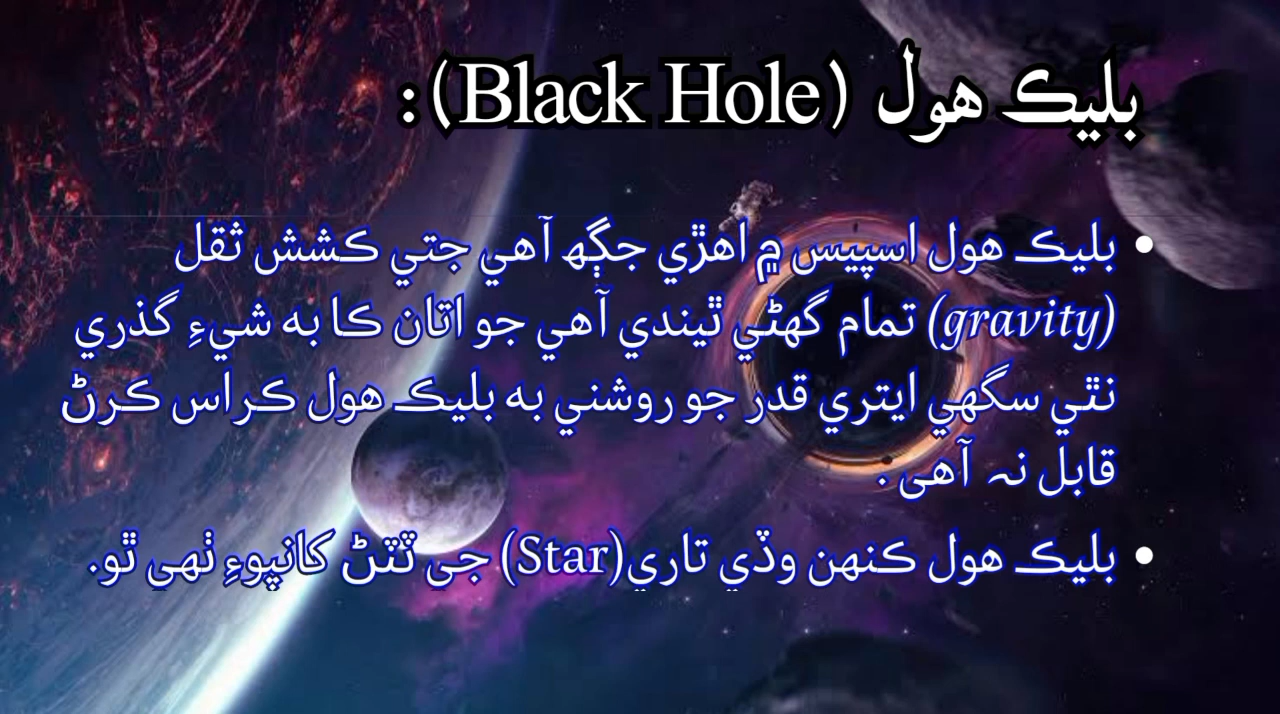 بليڪ هول (Black Hole):
• بليڪ هول اسپيس ۾ اهڙي جڳھ آهي جتي ڪشش ثقل
(gravity) تمام گهڻي ٿيندي آهي جو اتان ڪا به شيءِ گذري
نٿي سگهي ايتري قدر جو روشني به بليڪ هول ڪراس ڪرڻ
قابل نہ آهي.
• بليڪ هول ڪنهن وڏي تاري(Star) جي ٽٽڻ کانپوءِ ٺهي ٿو.